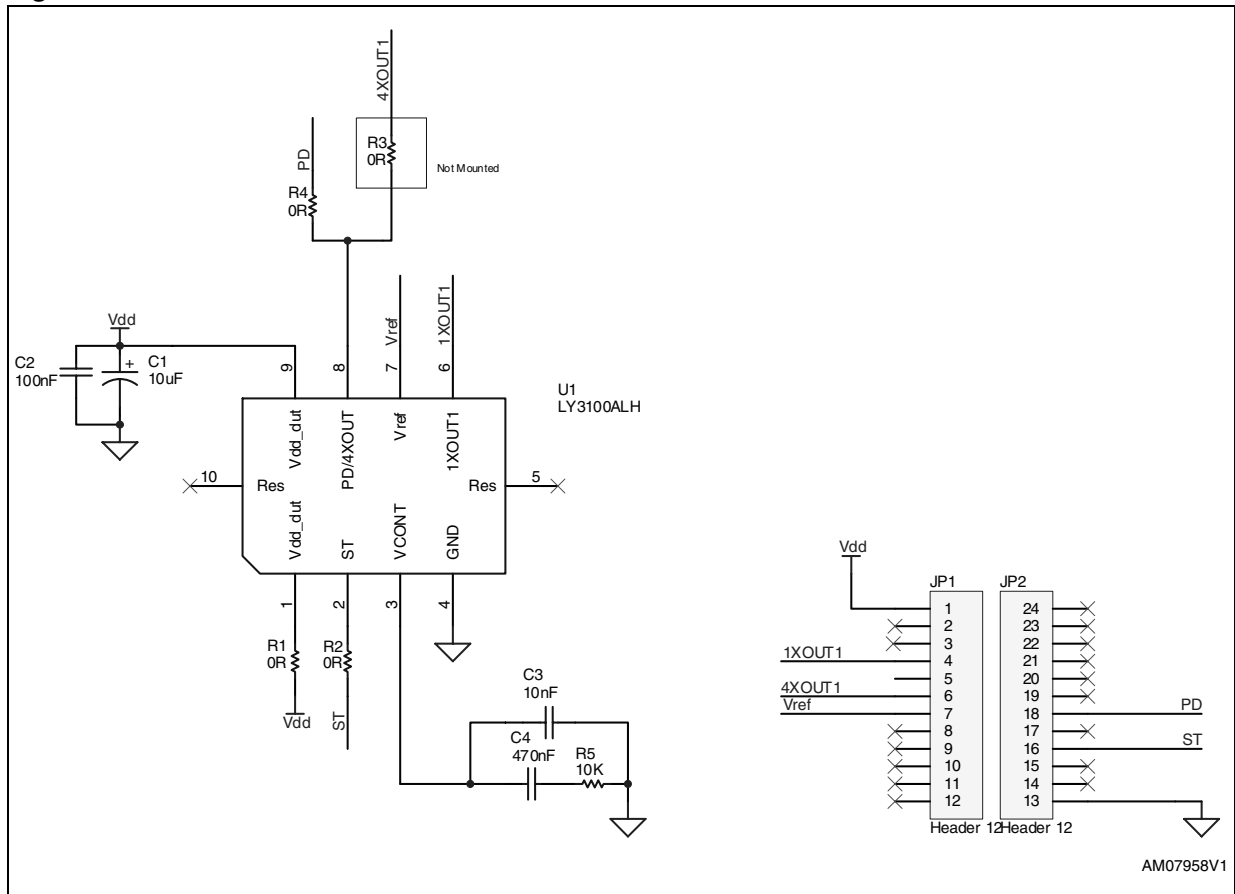 4XOUT1
PD
R3
0R
Not Mounted
R4
0R
Vref
1XOUT1
Vdd
C2
100nF
+
C1
10uF
9
8
7
6
U1
LY3100ALH
Vdd_dut
PD/4XOUT
Vref
1XOUT1
10
Res
Res
5
Vdd_dut
ST
VCONT
GND
1
2
3
4
R1
0R
R2
0R
Vdd
ST
C3
10nF
C4
470nF
R5
10K
Vdd
JP1
JP2
1
24
2
23
3
22
1XOUT1
4
21
5
20
4XOUT1
6
19
Vref
7
18
PD
8
17
9
16
ST
10
15
11
14
12
13
Header 12
Header 12
AM07958V1